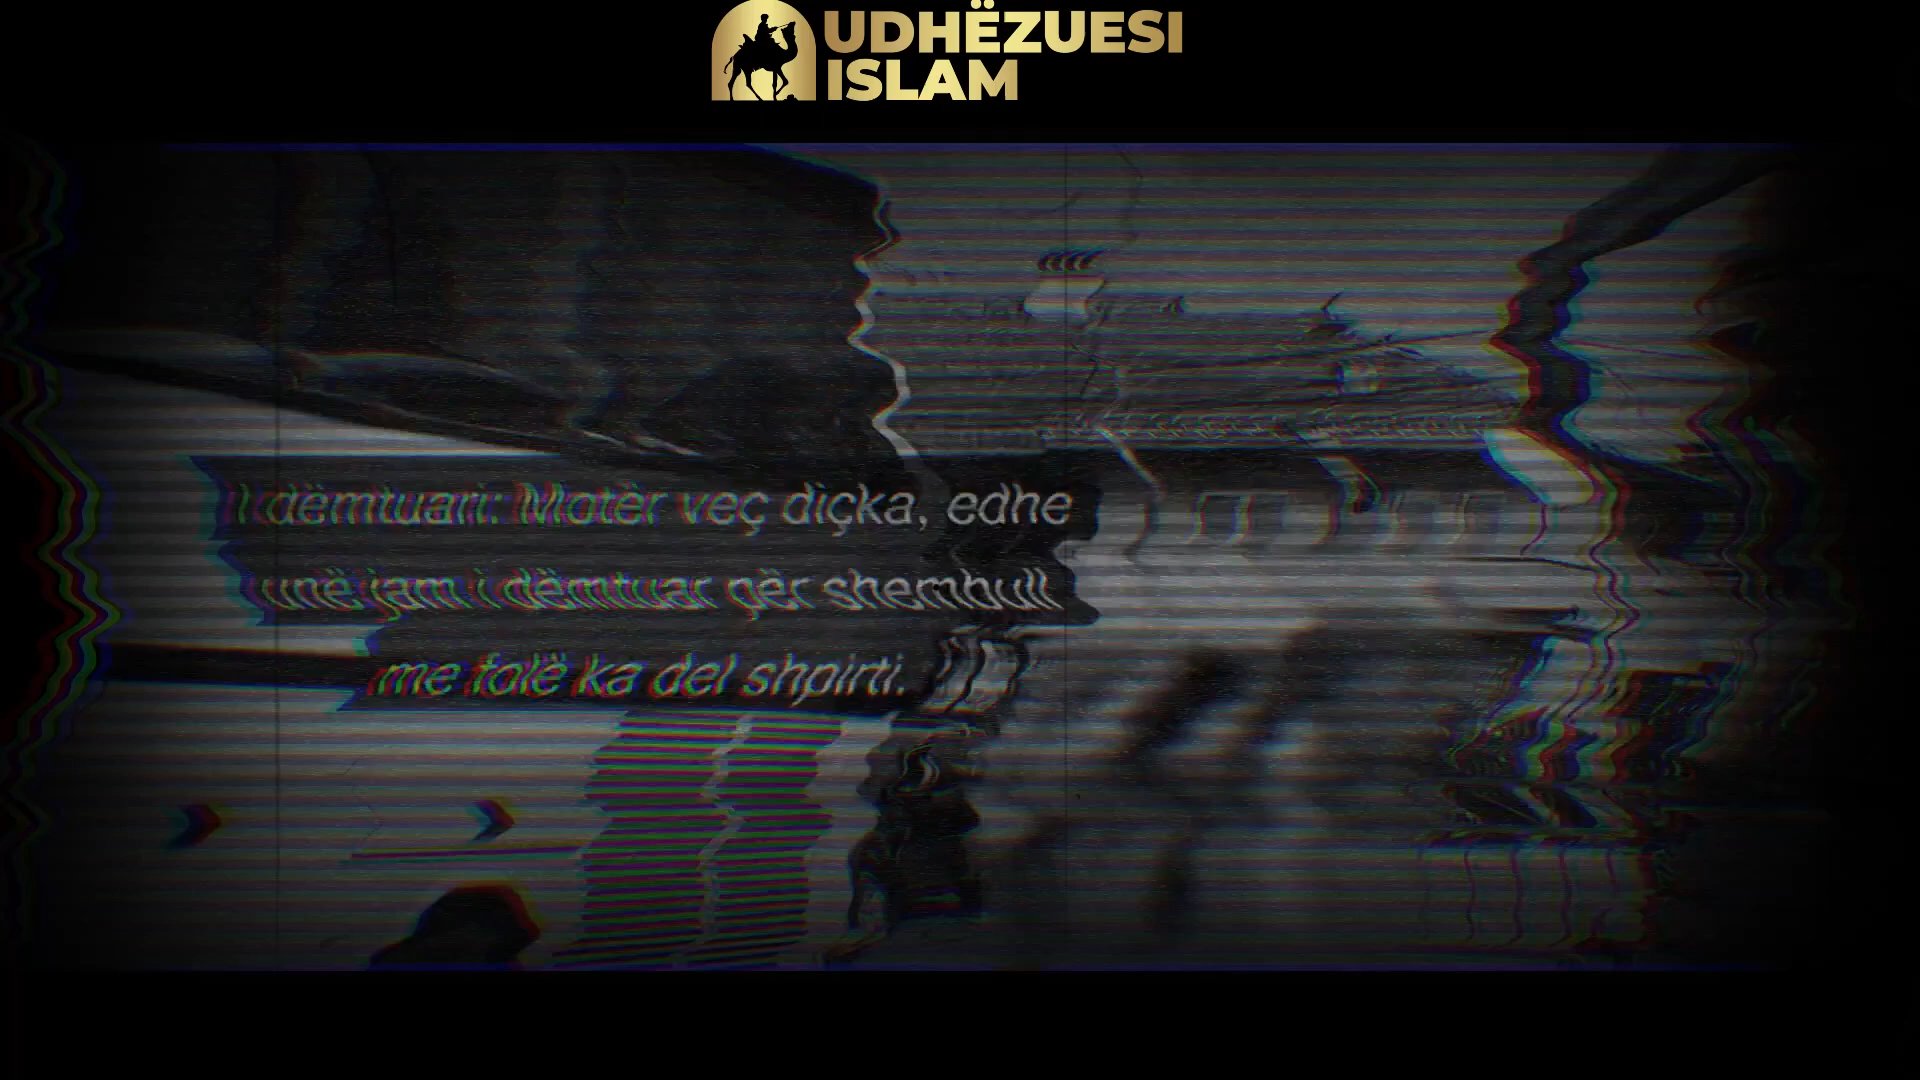 UDHËZUESI
ISLAM
I dëmtuari: Motër veç diçka, edhe
unë jam i dëmtuar për shembull
me folë ka del shpirti.